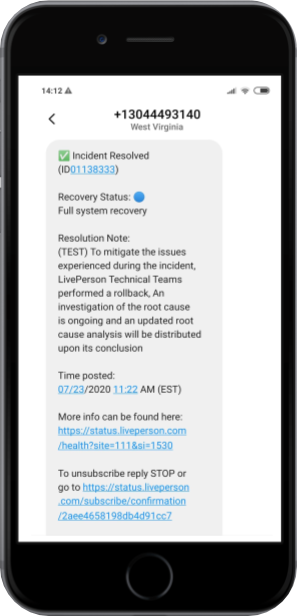 14:12
+13044493140
West Virginia
✅ Incident Resolved
(ID01138333)
Recovery Status: 🔵
Full system recovery
Resolution Note:
(TEST) To mitigate the issues
experienced during the incident,
LivePerson Technical Teams
performed a rollback, An
investigation of the root cause
is ongoing and an updated root
cause analysis will be distributed
upon its conclusion
Time posted:
07/23/2020 11:22 AM (EST)
More info can be found here:
https://status.liveperson.com
/health?site=111&si=1530
To unsubscribe reply STOP or
go to https://status.liveperson
.com/subscribe/confirmation
/2aee4658198db4d91cc7